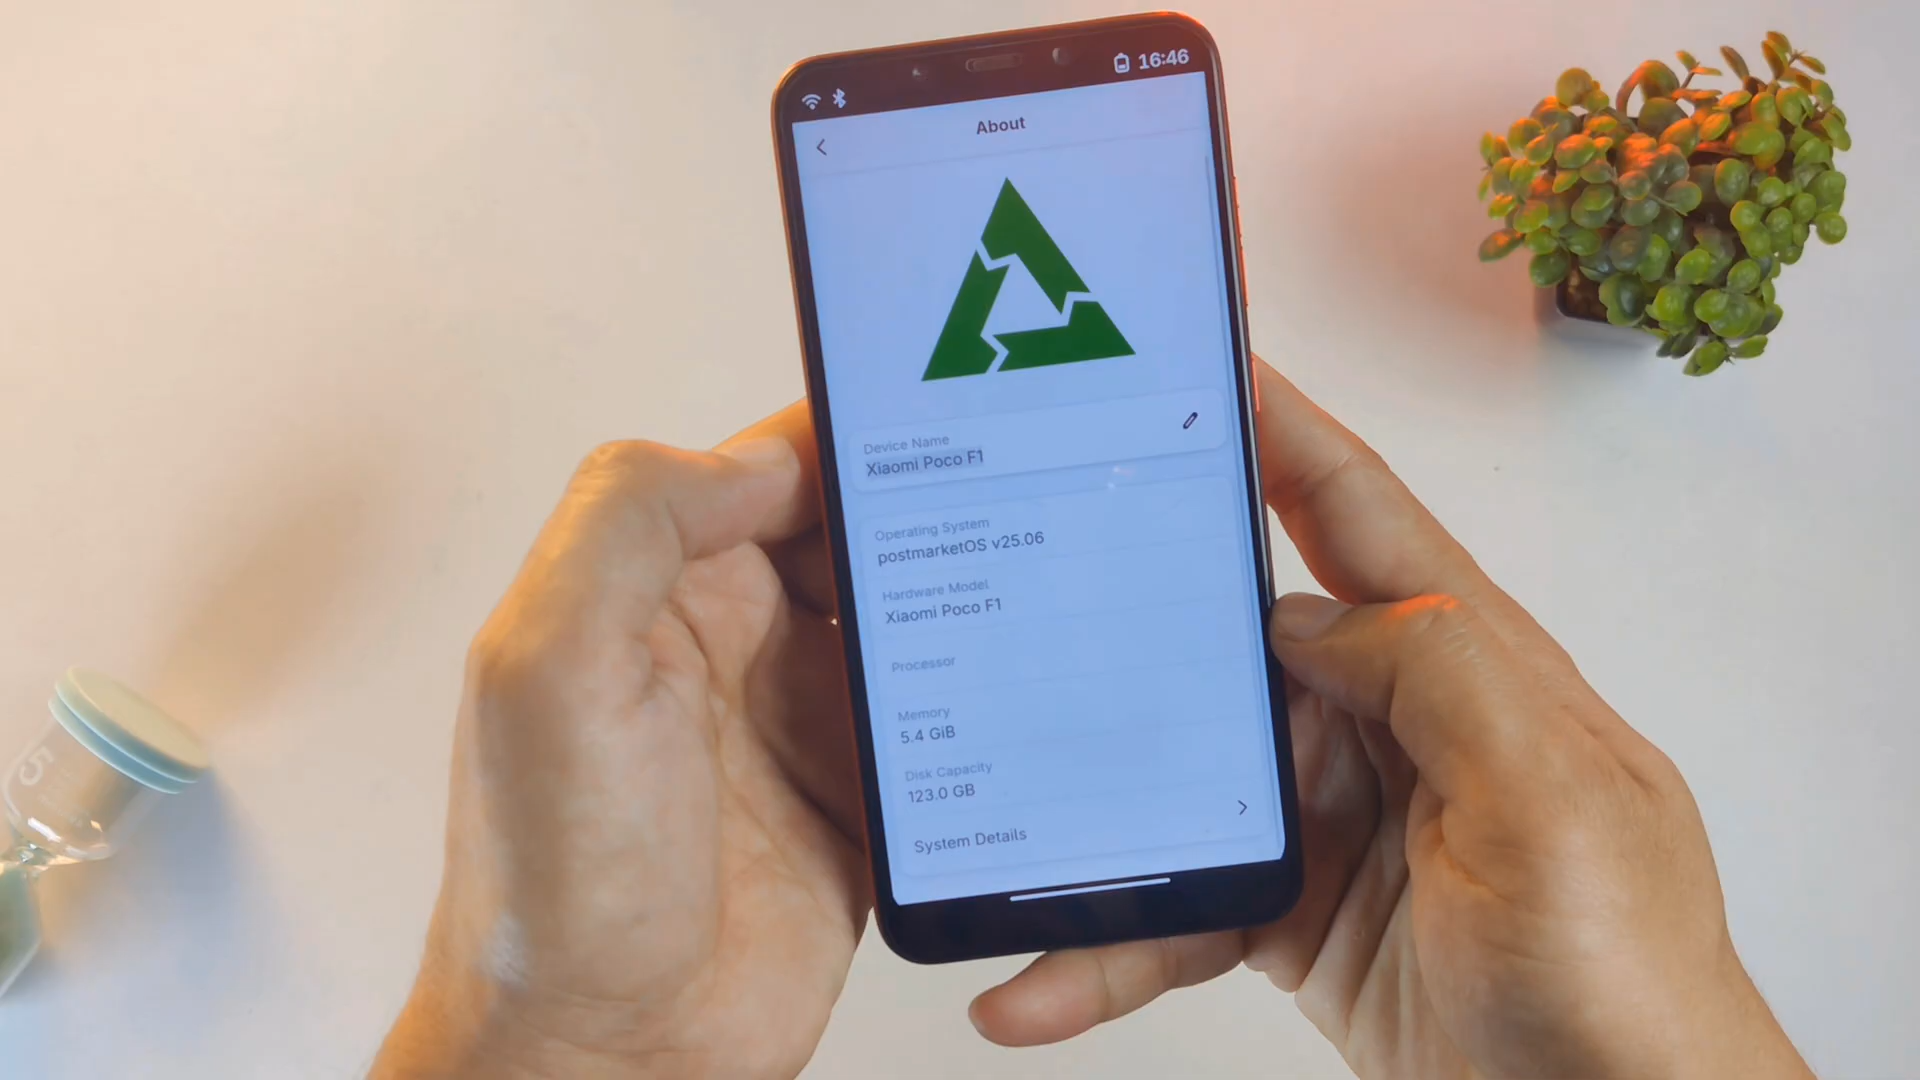 16:46
About
Device Name
Xiaomi Poco F1
Operating System
postmarketOS v25.06
Hardware Model
Xiaomi Poco F1
Processor
Memory
5.4 GiB
Disk Capacity
123.0 GB
System Details
5